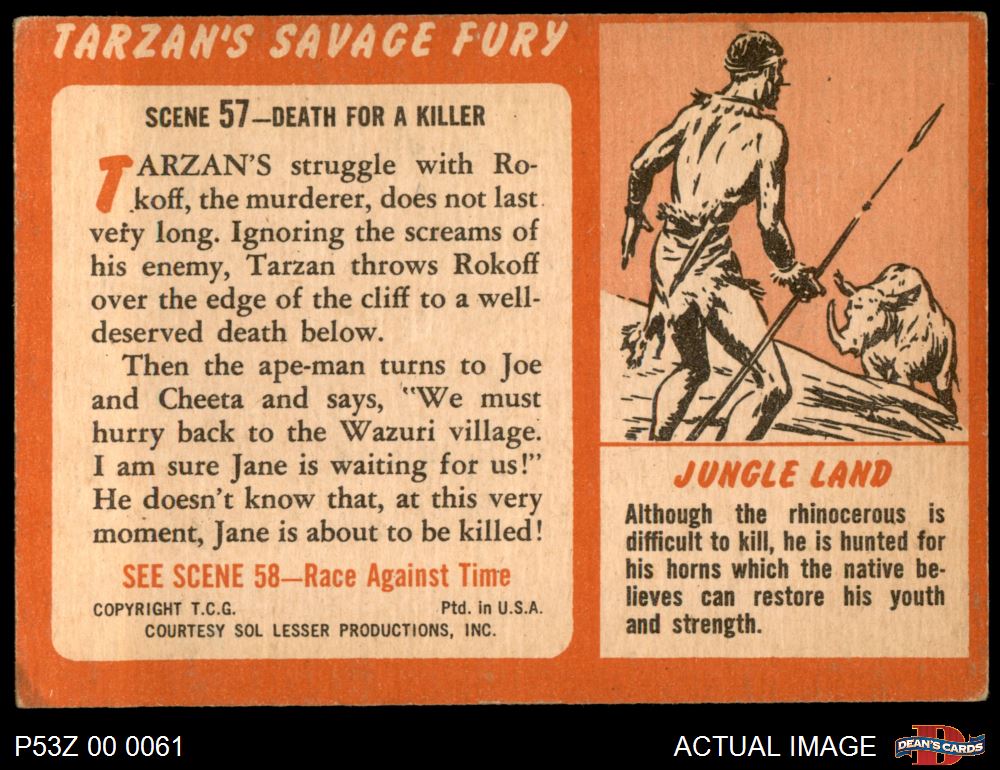 TARZAN'S SAVAGE FURY
SCENE 57—DEATH FOR A KILLER
TARZAN'S struggle with Ro-
koff, the murderer, does not last
very long. Ignoring the screams of
his enemy, Tarzan throws Rokoff
over the edge of the cliff to a well-
deserved death below.
Then the ape-man turns to Joe
and Cheeta and says, "We must
hurry back to the Wazuri village.
I am sure Jane is waiting for us!"
He doesn't know that, at this very
moment, Jane is about to be killed!
SEE SCENE 58—Race Against Time
COPYRIGHT T.C.G. Ptd. in U.S.A.
COURTESY SOL LESSER PRODUCTIONS, INC.
JUNGLE LAND
Although the rhinocerous is
difficult to kill, he is hunted for
his horns which the native be-
lieves can restore his youth
and strength.
P53Z 00 0061
ACTUAL IMAGE
DEAN'S CARDS